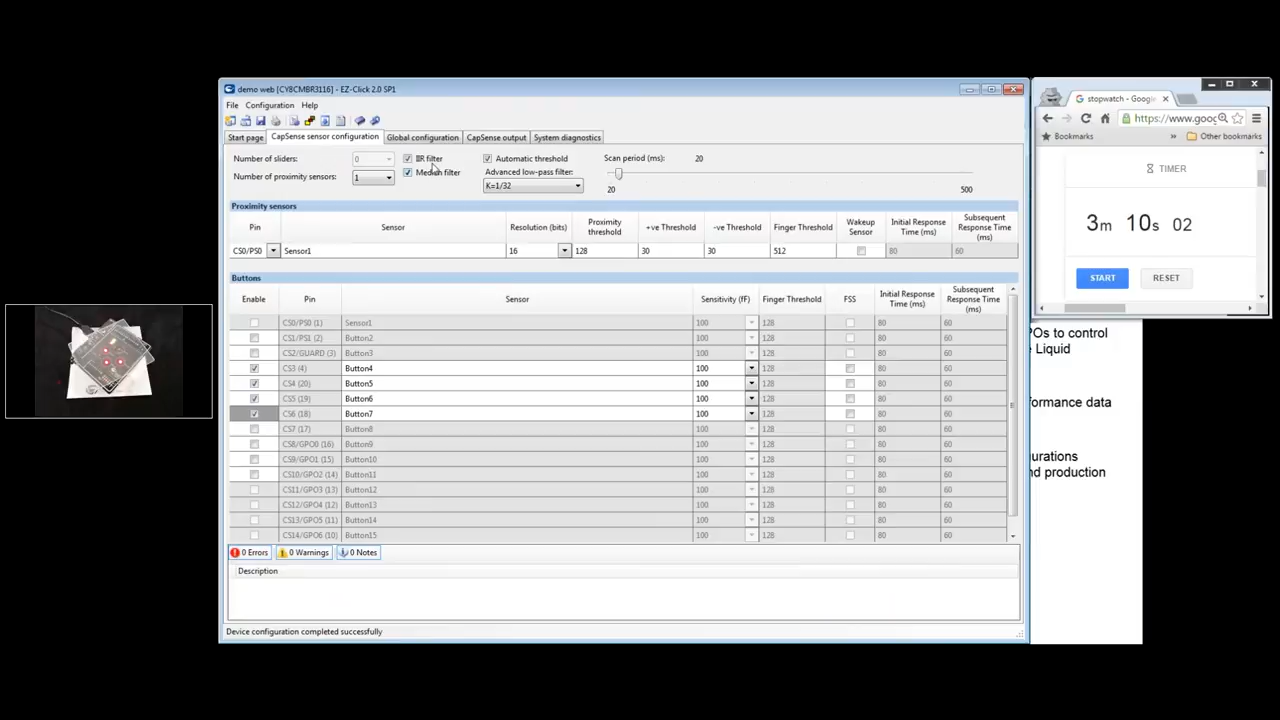 demo web [CY8CMBR3116] - EZ-Click 2.0 SP1
File Configuration Help
Start page CapSense sensor configuration Global configuration CapSense output System diagnostics
Number of sliders: 0 IIR filter Automatic threshold Scan period (ms): 20
Number of proximity sensors: 1 Median filter Advanced low-pass filter:
K=1/32 20 500
Proximity sensors
Pin Sensor Resolution (bits) Proximity threshold +ve Threshold -ve Threshold Finger Threshold Wakeup Sensor Initial Response Time (ms) Subsequent Response Time (ms)
CS0/PS0 Sensor1 16 128 30 30 512 80 60
Buttons
Enable Pin Sensor Sensitivity (fF) Finger Threshold FSS Initial Response Time (ms) Subsequent Response Time (ms)
CS0/PS0 (1) Sensor1 100 128 80 60
CS1/PS1 (2) Button2 100 128 80 60
CS2/GUARD (3) Button3 100 128 80 60
CS3 (4) Button4 100 128 80 60
CS4 (20) Button5 100 128 80 60
CS5 (19) Button6 100 128 80 60
CS6 (18) Button7 100 128 80 60
CS7 (17) Button8 100 128 80 60
CS8/GPO0 (16) Button9 100 128 80 60
CS9/GPO1 (15) Button10 100 128 80 60
CS10/GPO2 (14) Button11 100 128 80 60
CS11/GPO3 (13) Button12 100 128 80 60
CS12/GPO4 (12) Button13 100 128 80 60
CS13/GPO5 (11) Button14 100 128 80 60
CS14/GPO6 (10) Button15 100 128 80 60
0 Errors 0 Warnings 0 Notes
Description
Device configuration completed successfully
stopwatch - Google
https://www.goog
Bookmarks » Other bookmarks
TIMER
3m 10s 02
START RESET
POs to control
Liquid
formance data
urations
nd production